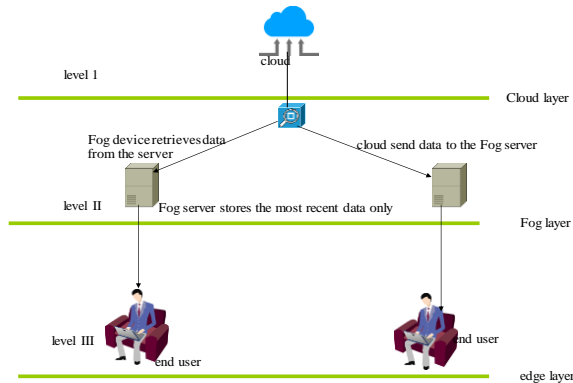 cloud
level 1
Cloud layer
Fog device retrieves data
from the server
cloud send data to the Fog server
level II
Fog server stores the most recent data only
Fog layer
level III
end user
end user
edge layer